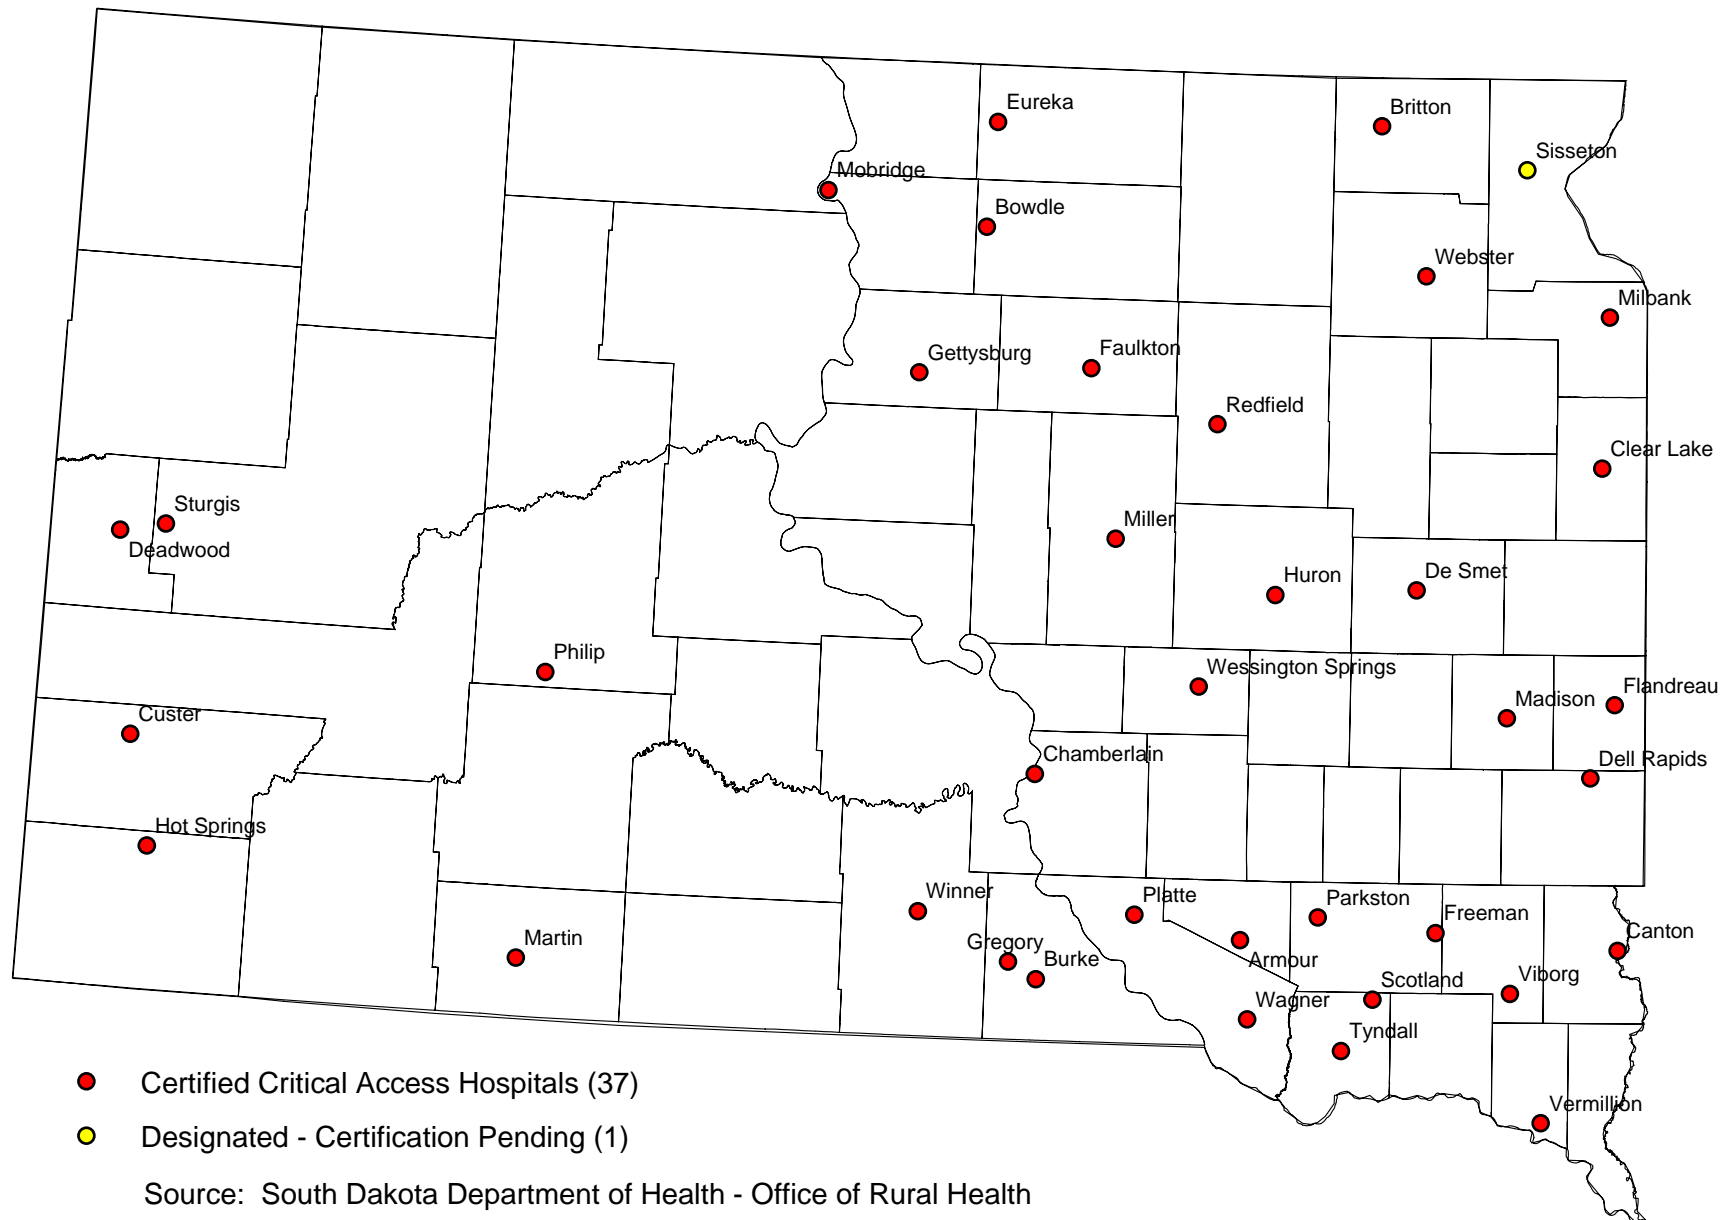 Eureka
Britton
Sisseton
Mobridge
Bowdle
Webster
Milbank
Gettysburg
Faulkton
Redfield
Clear Lake
Sturgis
Deadwood
Miller
Huron
De Smet
Philip
Wessington Springs
Madison
Flandreau
Custer
Chamberlain
Dell Rapids
Hot Springs
Winner
Platte
Parkston
Freeman
Martin
Gregory
Burke
Armour
Canton
Scotland
Viborg
Wagner
Tyndall
Vermillion
Certified Critical Access Hospitals (37)
Designated - Certification Pending (1)
Source: South Dakota Department of Health - Office of Rural Health